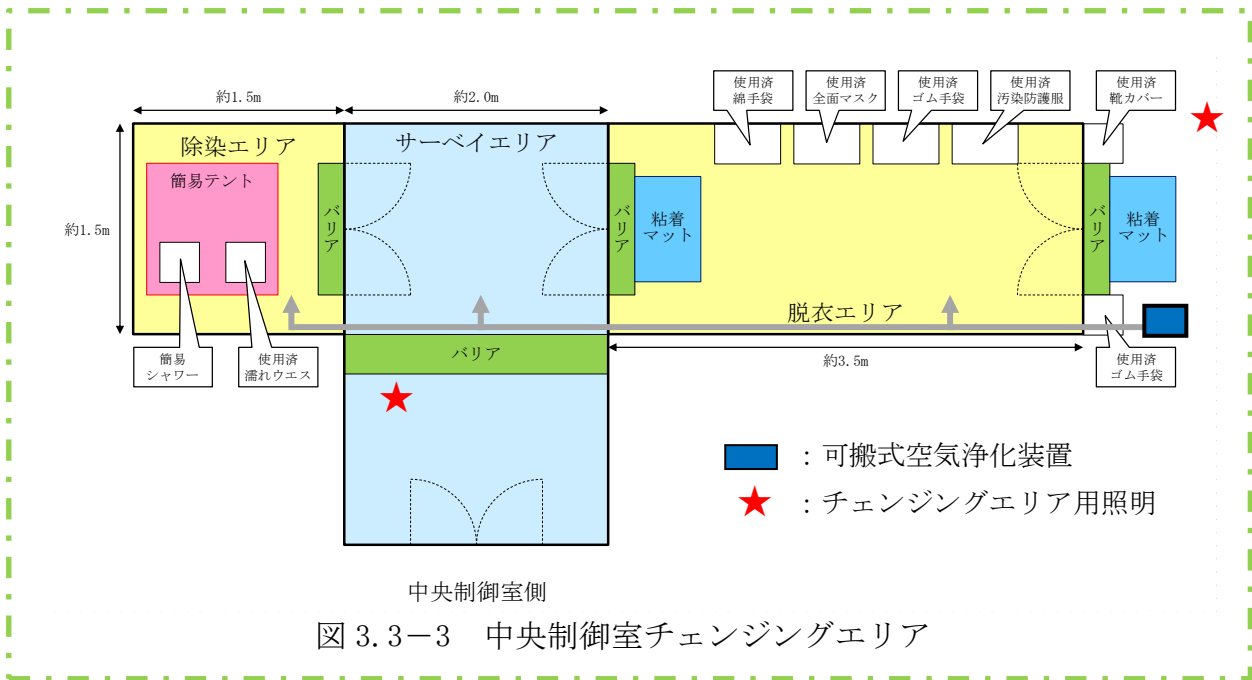 約1.5m
約2.0m
使用済
綿手袋
使用済
全面マスク
使用済
ゴム手袋
使用済
汚染防護服
使用済
靴カバー
除染エリア
サーベイエリア
簡易テント
バリア
バリア
粘着
マット
バリア
粘着
マット
約1.5m
脱衣エリア
簡易
シャワー
使用済
濡れウエス
バリア
約3.5m
使用済
ゴム手袋
：可搬式空気浄化装置
：チェンジングエリア用照明
中央制御室側
図 3.3－3　中央制御室チェンジングエリア